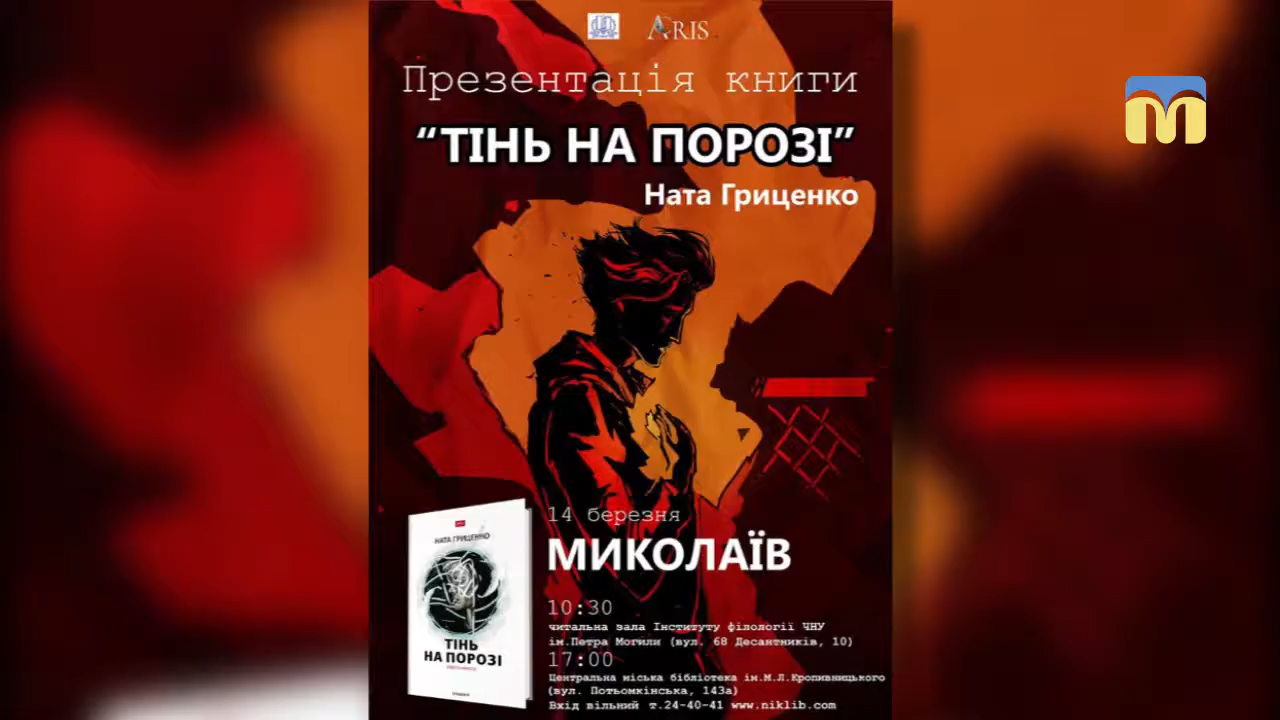 ARIS
Презентація книги
“ТІНЬ НА ПОРОЗІ”
Ната Гриценко
14 березня
МИКОЛАЇВ
10:30
читальна зала Інституту філології ЧНУ
ім.Петра Могили (вул. 68 Десантників, 10)
17:00
Центральна міська бібліотека ім.М.Л.Кропивницького
(вул. Потьомкінська, 143а)
Вхід вільний т.24-40-41 www.niklib.com
НАТА ГРИЦЕНКО
ТІНЬ
НА ПОРОЗІ